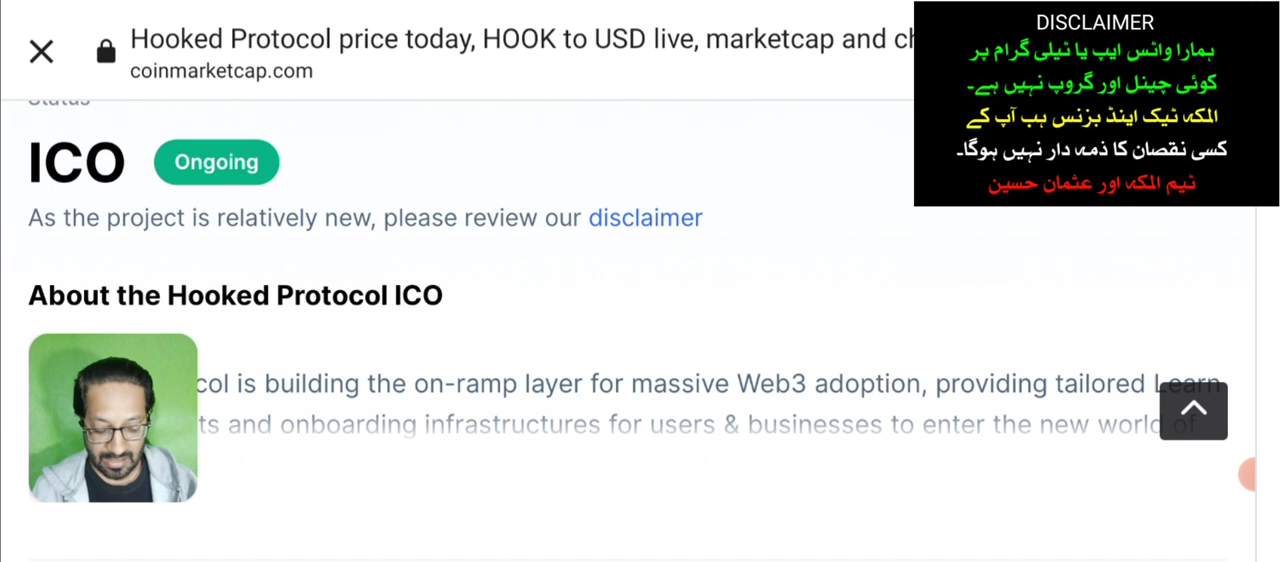 Hooked Protocol price today, HOOK to USD live, marketcap and
coinmarketcap.com
DISCLAIMER
ہمارا واٹس ایپ یا ٹیلی گرام پر
کوئی چینل اور گروپ نہیں ہے۔
المکہ ٹیک اینڈ بزنس ہب آپ کے
کسی نقصان کا ذمہ دار نہیں ہوگا۔
ٹیم المکہ اور عثمان حسین
Status
ICO Ongoing
As the project is relatively new, please review our disclaimer
About the Hooked Protocol ICO
col is building the on-ramp layer for massive Web3 adoption, providing tailored Learn
ts and onboarding infrastructures for users & businesses to enter the new world of